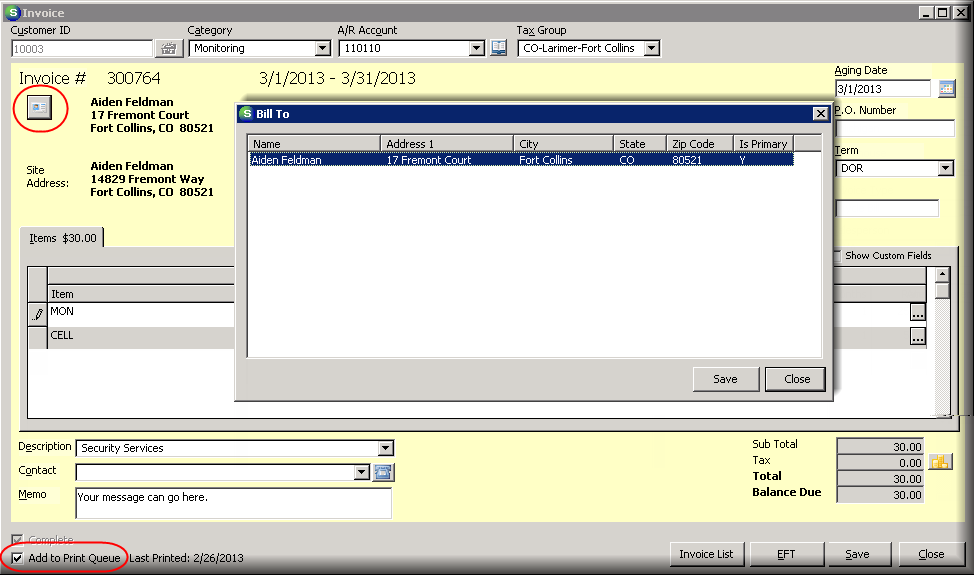 Invoice
Customer ID Category A/R Account Tax Group
10003 Monitoring 110110 CO-Larimer-Fort Collins
Invoice # 300764 3/1/2013 - 3/31/2013
Aging Date
3/1/2013
P.O. Number
Term
DOR
Aiden Feldman
17 Fremont Court
Fort Collins, CO 80521
Site
Address:
Aiden Feldman
14829 Fremont Way
Fort Collins, CO 80521
Bill To
Name Address 1 City State Zip Code Is Primary
Aiden Feldman 17 Fremont Court Fort Collins CO 80521 Y
Save Close
Items $30.00
Show Custom Fields
Item
MON
...
CELL
...
Description Security Services
Contact
Memo Your message can go here.
Sub Total 30.00
Tax 0.00
Total 30.00
Balance Due 30.00
Complete
Add to Print Queue Last Printed: 2/26/2013
Invoice List EFT Save Close